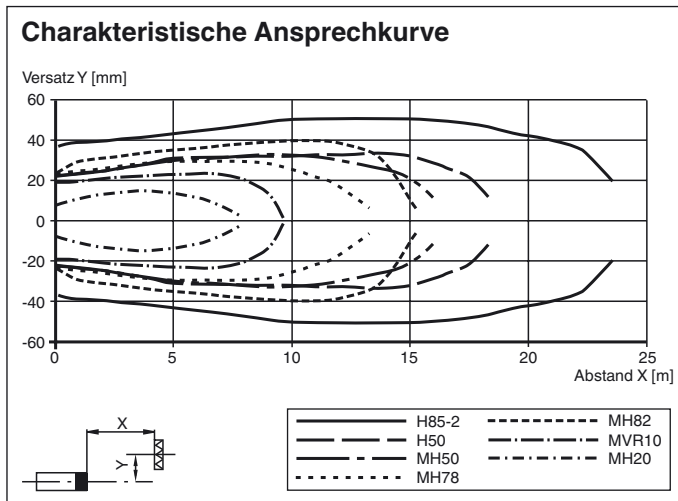 Charakteristische Ansprechkurve
Versatz Y [mm]
60
40
20
0
-20
-40
-60
0 5 10 15 20 25
Abstand X [m]
X
Y
H85-2
H50
MH50
MH78
MH82
MVR10
MH20